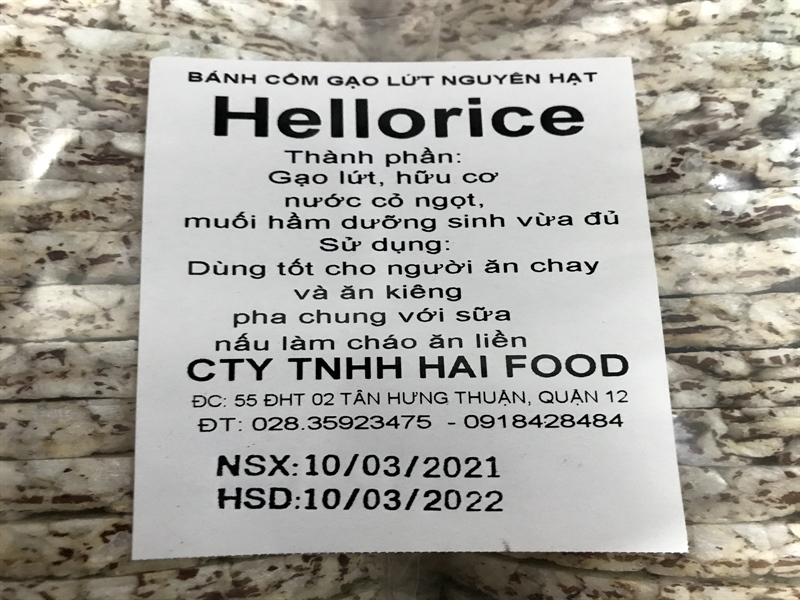 BÁNH CỐM GẠO LỨT NGUYÊN HẠT
Hellorice
Thành phần:
Gạo lứt, hữu cơ
nước cỏ ngọt,
muối hầm dưỡng sinh vừa đủ
Sử dụng:
Dùng tốt cho người ăn chay
và ăn kiêng
pha chung với sữa
nấu làm cháo ăn liền
CTY TNHH HAI FOOD
ĐC: 55 ĐHT 02 TÂN HƯNG THUẬN, QUẬN 12
ĐT: 028.35923475 - 0918428484
NSX:10/03/2021
HSD:10/03/2022